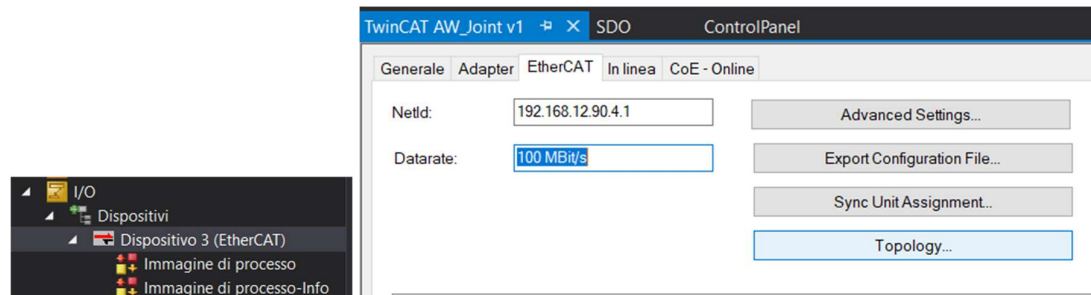 TwinCAT AW_Joint v1 SDO ControlPanel
Generale Adapter EtherCAT In linea CoE - Online
NetId: 192.168.12.90.4.1 Advanced Settings...
Datarate: 100 MBit/s Export Configuration File...
Sync Unit Assignment...
Topology...
I/O
Dispositivi
Dispositivo 3 (EtherCAT)
Immagine di processo
Immagine di processo-Info